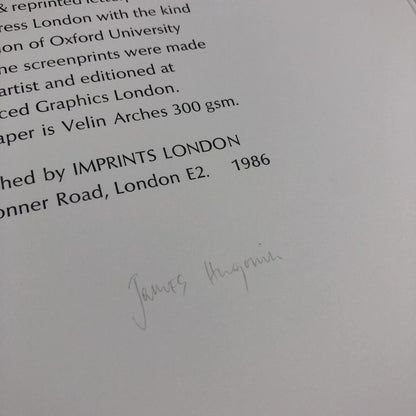 & reprinted
ress London with the kind
ion of Oxford University
he screenprints were made
artist and editioned at
ced Graphics London.
aper is Velin Arches 300 gsm.
hed by IMPRINTS LONDON
onner Road, London E2. 1986
James Hugonin